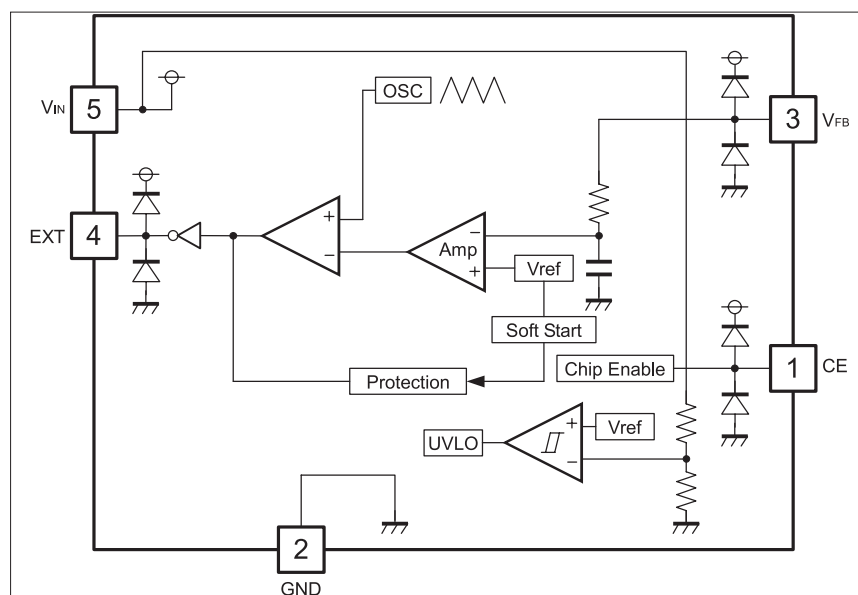 5
VIN
OSC
3
VFB
4
EXT
+
−
Amp
−
+
Vref
Soft Start
Protection
Chip Enable
1
CE
UVLO
+
−
Vref
2
GND